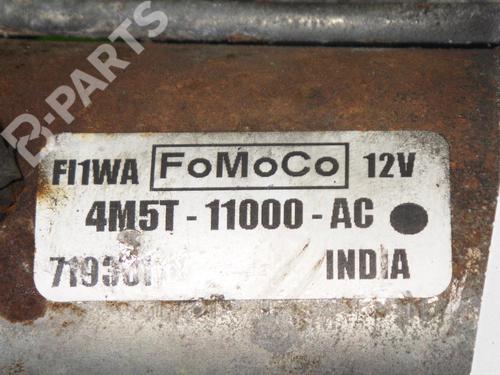 B-PARTS
FI1WA FoMoCo 12V
4M5T - 11000 - AC
INDIA